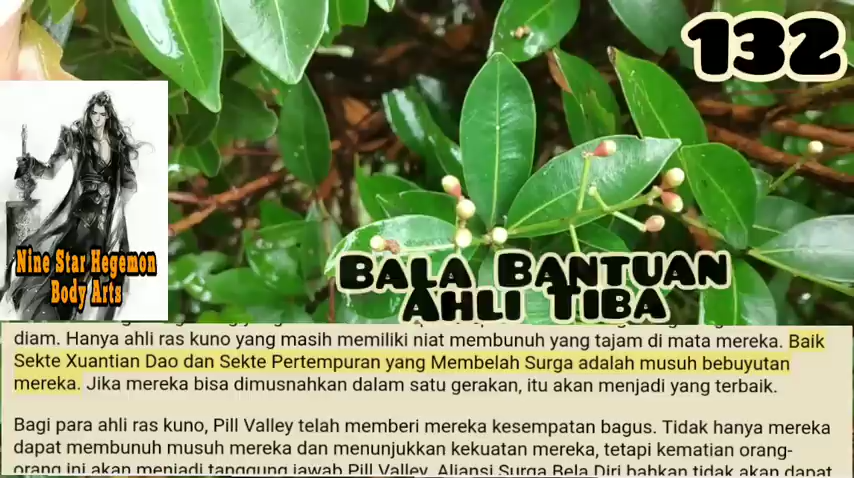 132
Nine Star Hegemon
Body Arts
Bala Bantuan
Ahli Tiba
diam. Hanya ahli ras kuno yang masih memiliki niat membunuh yang tajam di mata mereka. Baik
Sekte Xuantian Dao dan Sekte Pertempuran yang Membelah Surga adalah musuh bebuyutan
mereka. Jika mereka bisa dimusnahkan dalam satu gerakan, itu akan menjadi yang terbaik.
Bagi para ahli ras kuno, Pill Valley telah memberi mereka kesempatan bagus. Tidak hanya mereka
dapat membunuh musuh mereka dan menunjukkan kekuatan mereka, tetapi kematian orang-
orang ini akan menjadi tanggung jawab Pill Valley. Aliansi Surga Bela Diri bahkan tidak akan dapat